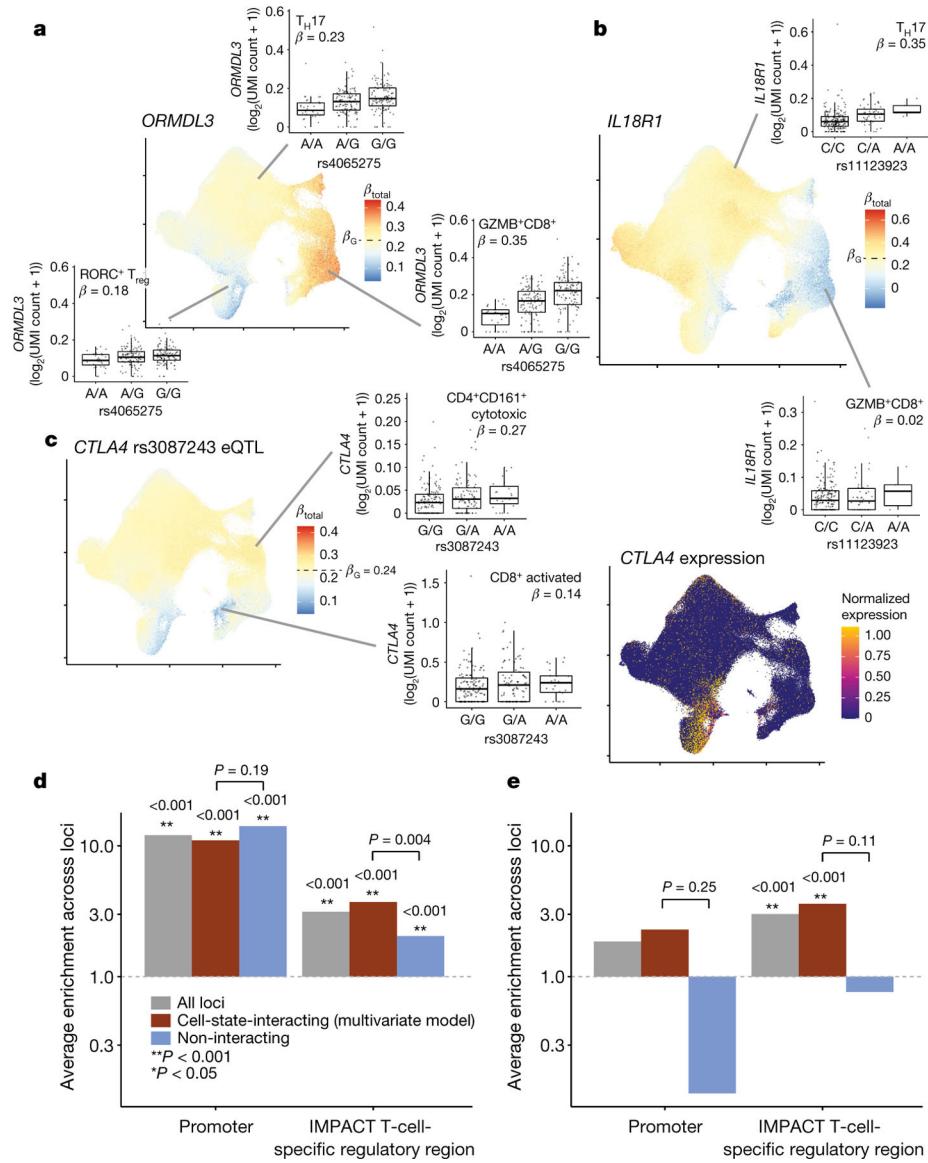 a
TH17
β = 0.23
ORMDL3
(log2(UMI count + 1))
0.6
0.4
0.2
0
A/A A/G G/G
rs4065275
ORMDL3
βtotal
0.4
0.3
βG
0.2
0.1
RORC+ Treg
β = 0.18
ORMDL3
(log2(UMI count + 1))
0.6
0.4
0.2
0
A/A A/G G/G
rs4065275
GZMB+CD8+
β = 0.35
ORMDL3
(log2(UMI count + 1))
0.6
0.4
0.2
0
A/A A/G G/G
rs4065275
b
TH17
β = 0.35
IL18R1
(log2(UMI count + 1))
0.6
0.4
0.2
0
C/C C/A A/A
rs11123923
IL18R1
βtotal
0.6
0.4
βG
0.2
0
GZMB+CD8+
β = 0.02
IL18R1
(log2(UMI count + 1))
0.3
0.2
0.1
0
C/C C/A A/A
rs11123923
c
CTLA4 rs3087243 eQTL
βtotal
0.4
0.3
βG = 0.24
0.2
0.1
CD4+CD161+
cytotoxic
β = 0.27
CTLA4
(log2(UMI count + 1))
0.25
0.20
0.15
0.10
0.05
0
G/G G/A A/A
rs3087243
CD8+ activated
β = 0.14
CTLA4
(log2(UMI count + 1))
1.5
1.0
0.5
0
G/G G/A A/A
rs3087243
CTLA4 expression
Normalized
expression
1.00
0.75
0.50
0.25
0
d
P = 0.19
<0.001 <0.001 <0.001
** ** **
P = 0.004
<0.001 <0.001 <0.001
** ** **
Average enrichment acrosss loci
10.0
3.0
1.0
0.3
All loci
Cell-state-interacting (multivariate model)
Non-interacting
**P < 0.001
*P < 0.05
Promoter
IMPACT T-cell-
specific regulatory region
e
P = 0.25
P = 0.11
<0.001 <0.001
** **
Average enrichment across loci
10.0
3.0
1.0
0.3
Promoter
IMPACT T-cell-
specific regulatory region